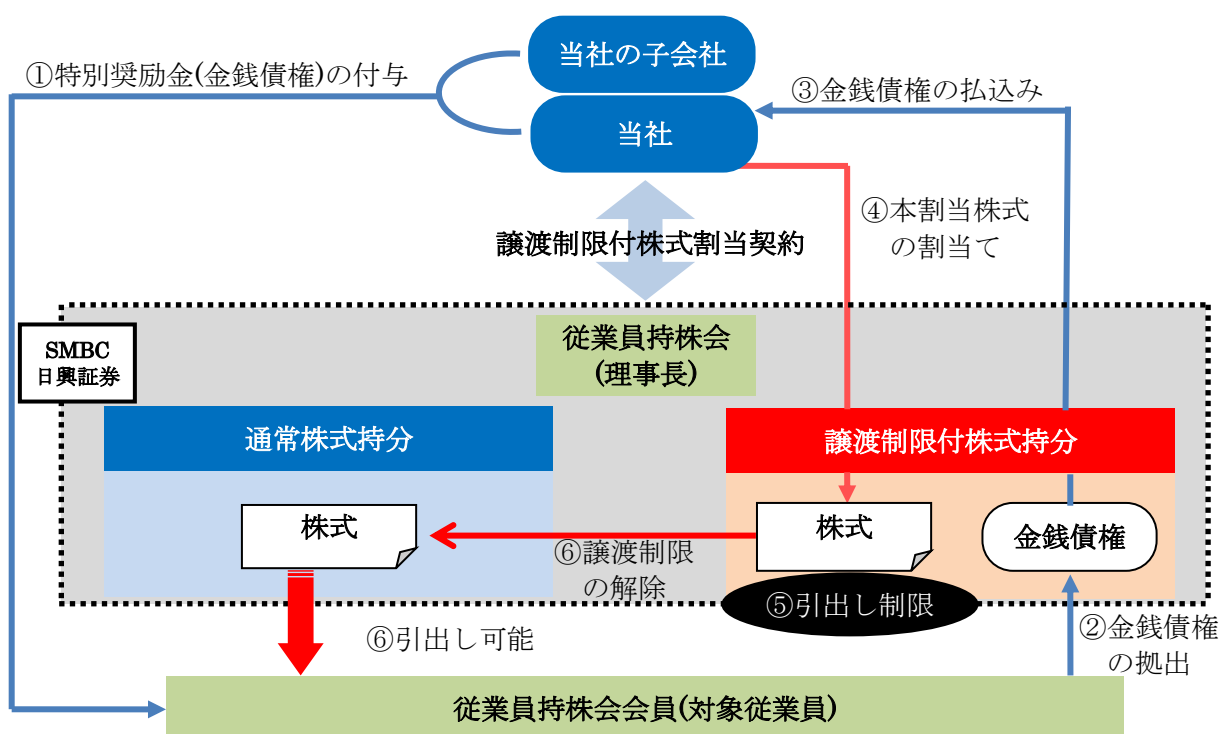 当社の子会社
①特別奨励金(金銭債権)の付与
③金銭債権の払込み
当社
④本割当株式
の割当て
譲渡制限付株式割当契約
SMBC
日興証券
従業員持株会
(理事長)
通常株式持分
譲渡制限付株式持分
株式
株式
金銭債権
⑥譲渡制限
の解除
⑤引出し制限
⑥引出し可能
②金銭債権
の拠出
従業員持株会会員(対象従業員)